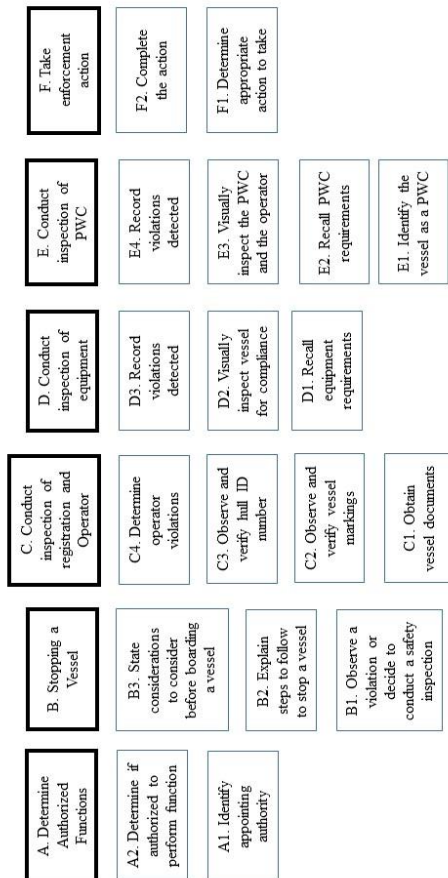 A. Determine
Authorized
Functions
A2. Determine if
authorized to
perform function
A1. Identify
appointing
authority
B. Stopping a
Vessel
B3. State
considerations
to consider
before boarding
a vessel
B2. Explain
steps to follow
to stop a vessel
B1. Observe a
violation or
decide to
conduct a safety
inspection
C. Conduct
inspection of
registration and
Operator
C4. Determine
operator
violations
C3. Observe and
verify hull ID
number
C2. Observe and
verify vessel
markings
C1. Obtain
vessel documents
D. Conduct
inspection of
equipment
D3. Record
violations
detected
D2. Visually
inspect vessel
for compliance
D1. Recall
equipment
requirements
E. Conduct
inspection of
PWC
E4. Record
violations
detected
E3. Visually
inspect the PWC
and the operator
E2. Recall PWC
requirements
E1. Identify the
vessel as a PWC
F. Take
enforcement
action
F2. Complete
the action
F1. Determine
appropriate
action to take